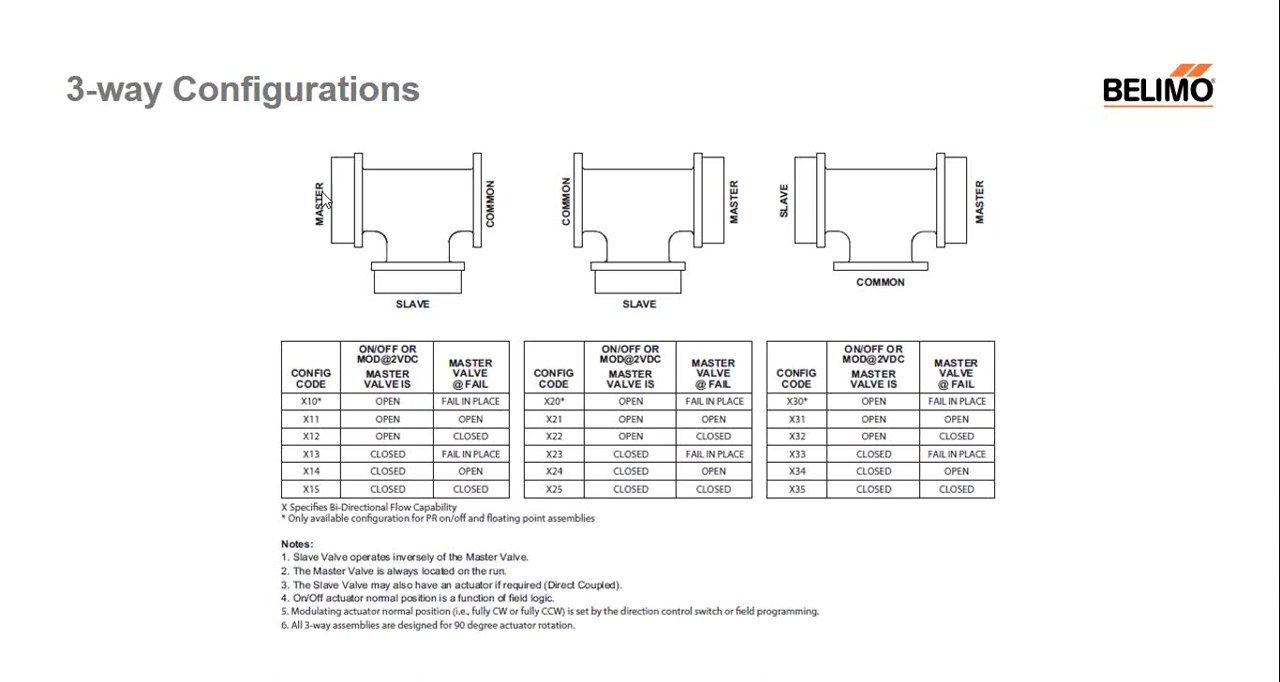 3-way Configurations
BELIMO
MASTER
COMMON
SLAVE
COMMON
MASTER
SLAVE
SLAVE
MASTER
COMMON
CONFIG CODE ON/OFF OR MOD@2VDC MASTER VALVE IS MASTER VALVE @ FAIL
X10* OPEN FAIL IN PLACE
X11 OPEN OPEN
X12 OPEN CLOSED
X13 CLOSED FAIL IN PLACE
X14 CLOSED OPEN
X15 CLOSED CLOSED
CONFIG CODE ON/OFF OR MOD@2VDC MASTER VALVE IS MASTER VALVE @ FAIL
X20* OPEN FAIL IN PLACE
X21 OPEN OPEN
X22 OPEN CLOSED
X23 CLOSED FAIL IN PLACE
X24 CLOSED OPEN
X25 CLOSED CLOSED
CONFIG CODE ON/OFF OR MOD@2VDC MASTER VALVE IS MASTER VALVE @ FAIL
X30* OPEN FAIL IN PLACE
X31 OPEN OPEN
X32 OPEN CLOSED
X33 CLOSED FAIL IN PLACE
X34 CLOSED OPEN
X35 CLOSED CLOSED
X Specifies Bi-Directional Flow Capability
* Only available configuration for PR on/off and floating point assemblies
Notes:
1. Slave Valve operates inversely of the Master Valve.
2. The Master Valve is always located on the run.
3. The Slave Valve may also have an actuator if required (Direct Coupled).
4. On/Off actuator normal position is a function of field logic.
5. Modulating actuator normal position (i.e., fully CW or fully CCW) is set by the direction control switch or field programming.
6. All 3-way assemblies are designed for 90 degree actuator rotation.